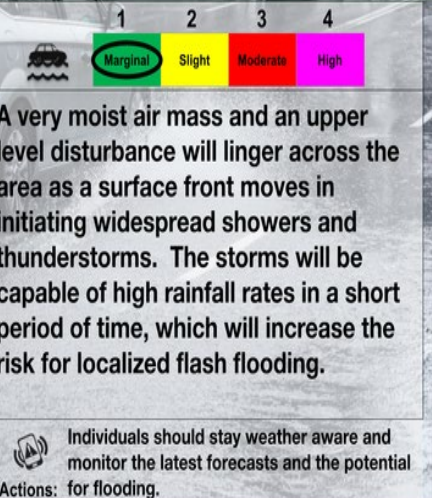 1 2 3 4
Marginal Slight Moderate High
A very moist air mass and an upper
level disturbance will linger across the
area as a surface front moves in
initiating widespread showers and
thunderstorms. The storms will be
capable of high rainfall rates in a short
period of time, which will increase the
risk for localized flash flooding.
Individuals should stay weather aware and
monitor the latest forecasts and the potential
Actions: for flooding.